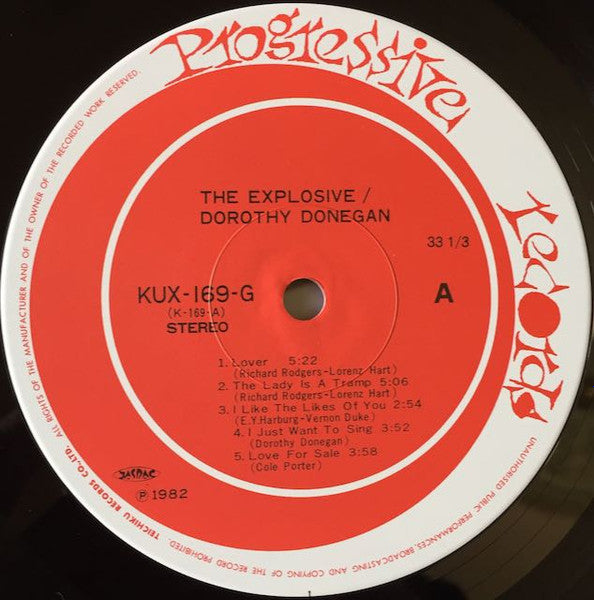 Progressive
records
THE EXPLOSIVE /
DOROTHY DONEGAN
33 1/3
KUX-169-G
A
(K-169-A)
STEREO
1. Lover 5:22
(Richard Rodgers-Lorenz Hart)
2. The Lady Is A Tramp 5:06
(Richard Rodgers-Lorenz Hart)
3. I Like The Likes Of You 2:54
(E.Y.Harburg-Vernon Duke)
4. I Just Want To Sing 3:52
(Dorothy Donegan)
5. Love For Sale 3:58
(Cole Porter)
JASRAC
Ⓟ 1982
TEICHIKU RECORDS CO.,LTD. ALL RIGHTS OF THE MANUFACTURER AND OF THE OWNER OF THE RECORDED WORK RESERVED.
UNAUTHORISED PUBLIC PERFORMANCES, BROADCASTING AND COPYING OF THE RECORD PROHIBITED.